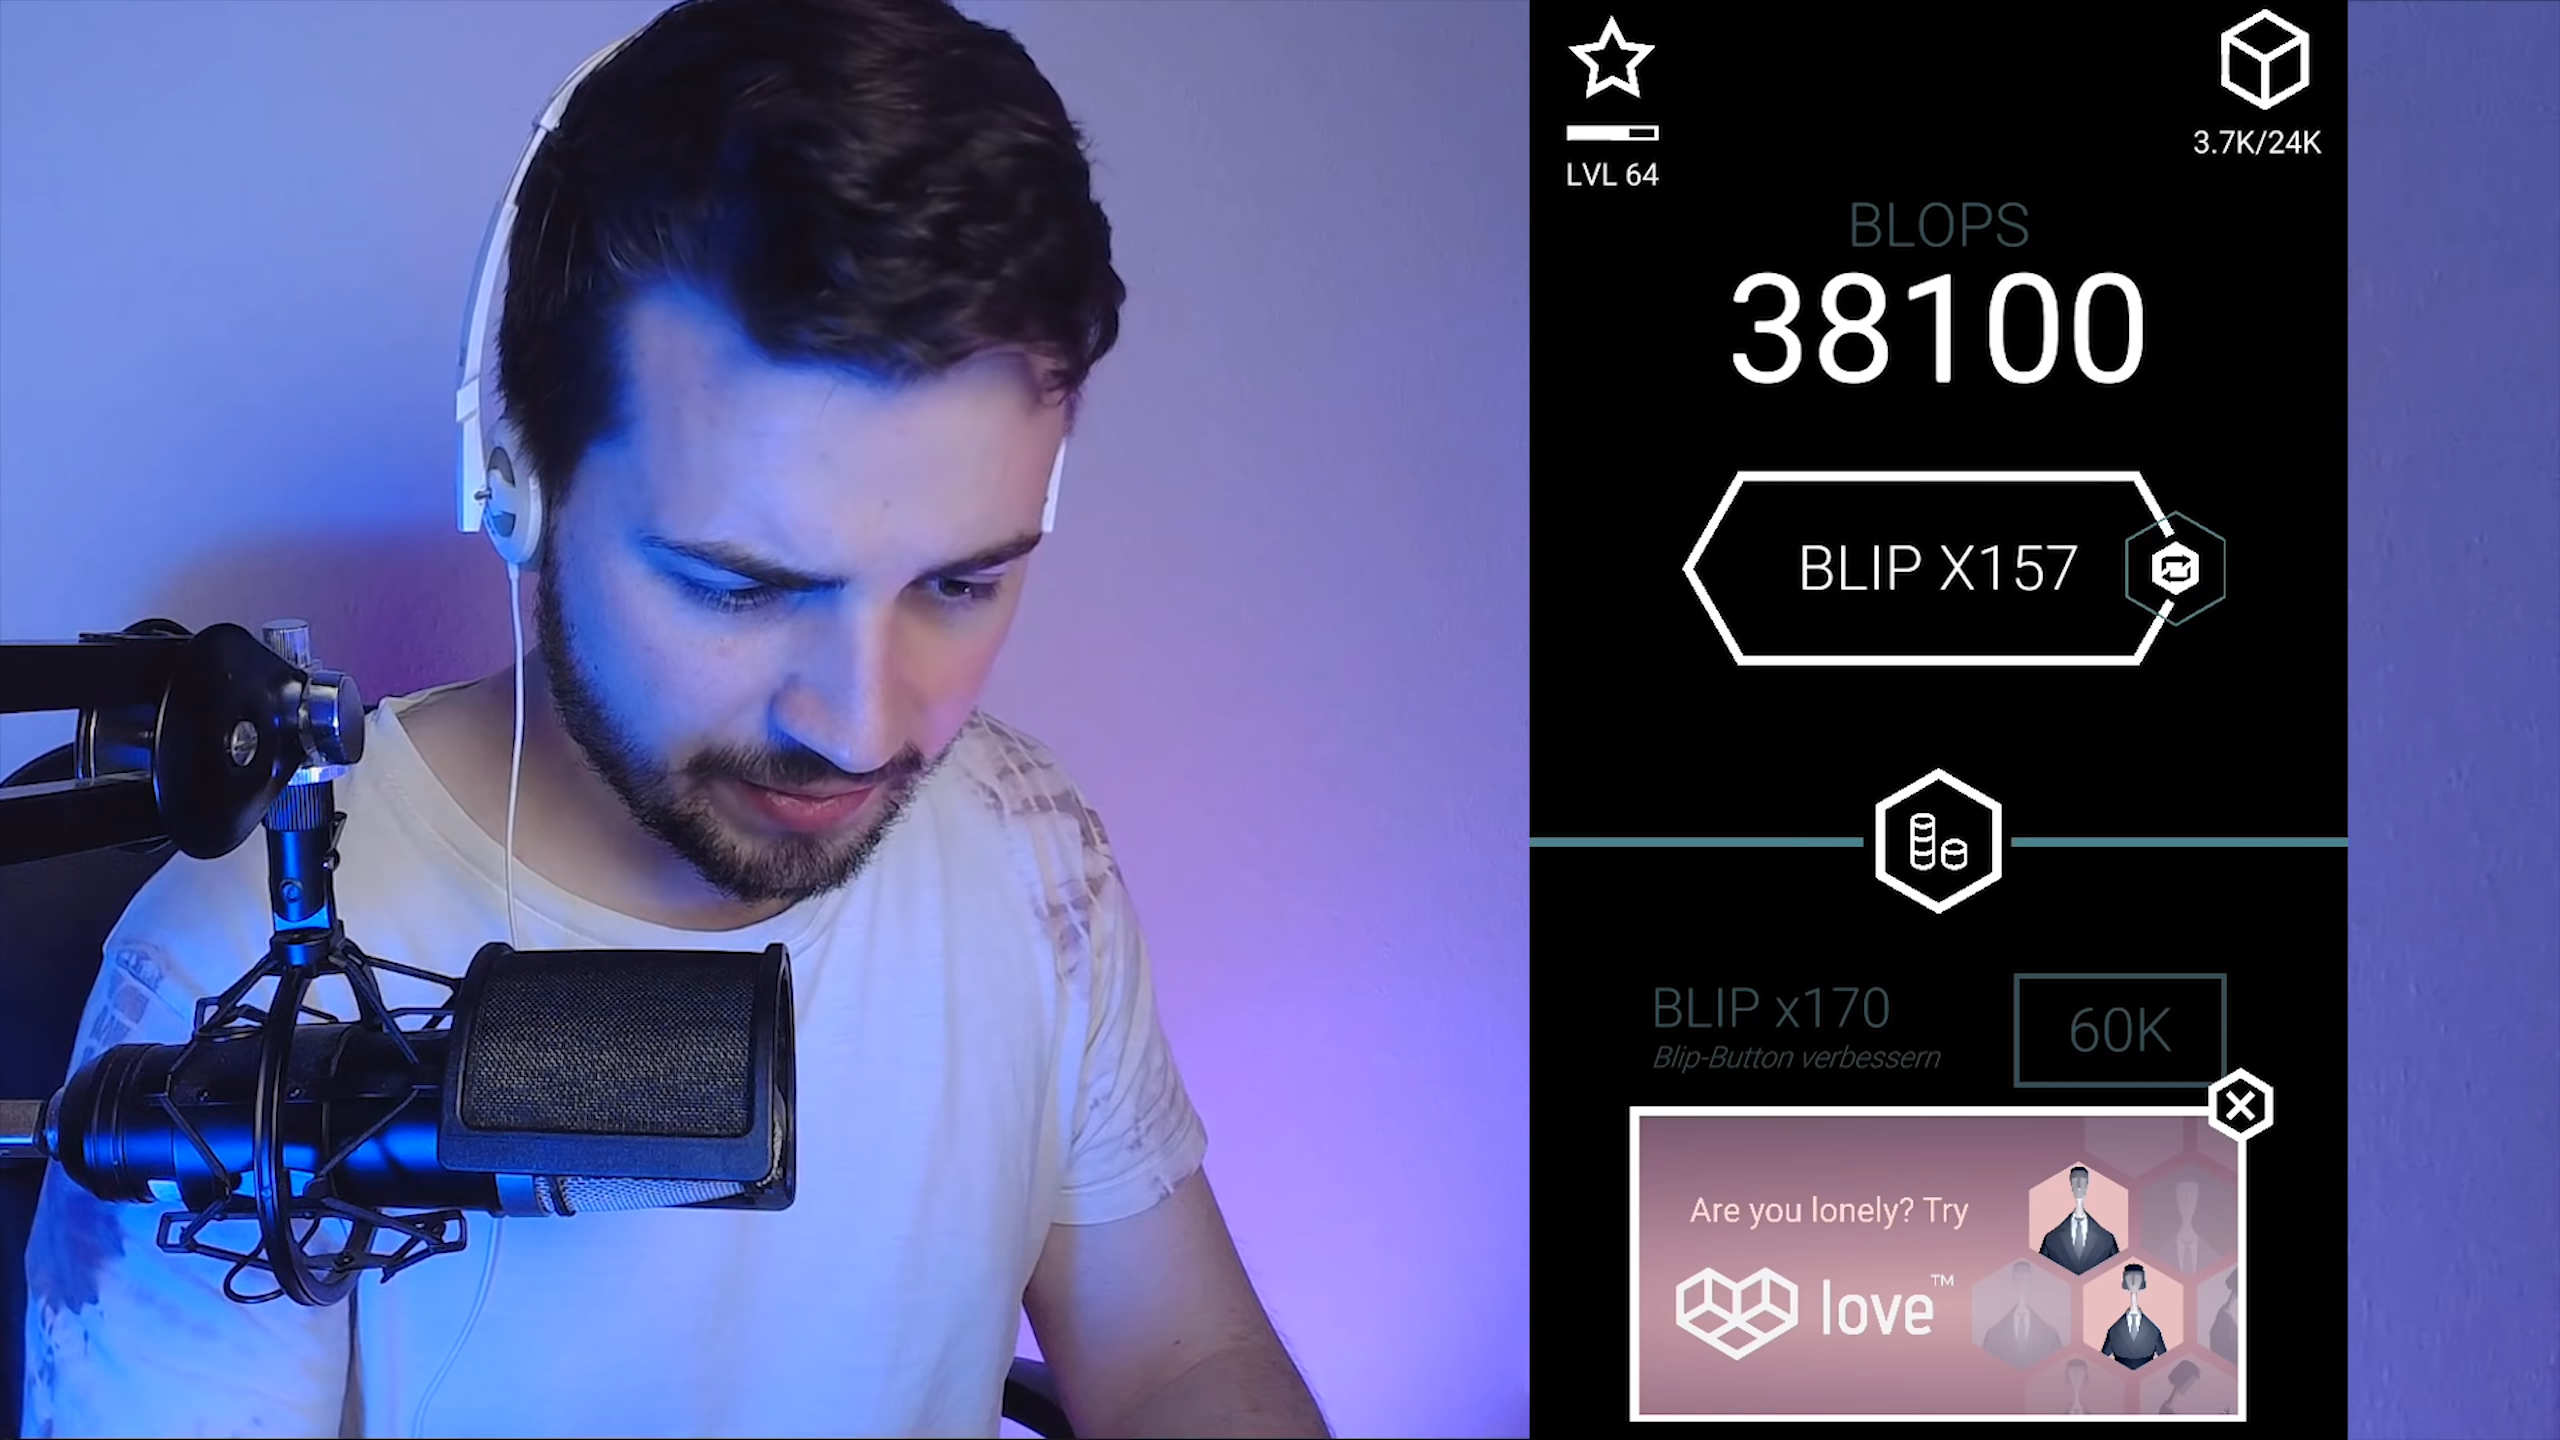 LVL 64
3.7K/24K
BLOPS
38100
BLIP X157
BLIP x170
Blip-Button verbessern
60K
Are you lonely? Try
love™